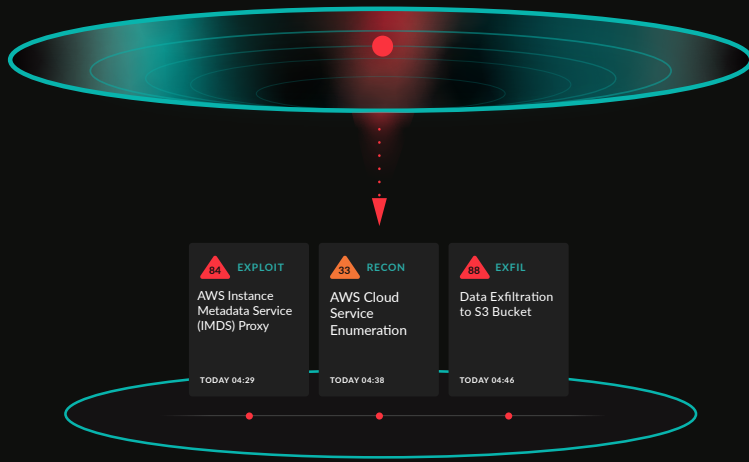 84 EXPLOIT
AWS Instance
Metadata Service
(IMDS) Proxy
TODAY 04:29
33 RECON
AWS Cloud
Service
Enumeration
TODAY 04:38
88 EXFIL
Data Exfiltration
to S3 Bucket
TODAY 04:46